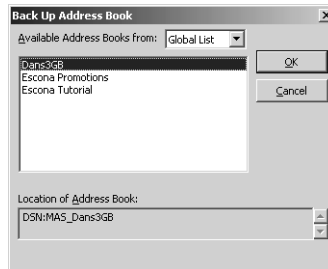 Back Up Address Book
Available Address Books from: Global List
Dans3GB
Escona Promotions
Escona Tutorial
OK
Cancel
Location of Address Book:
DSN:MAS_Dans3GB